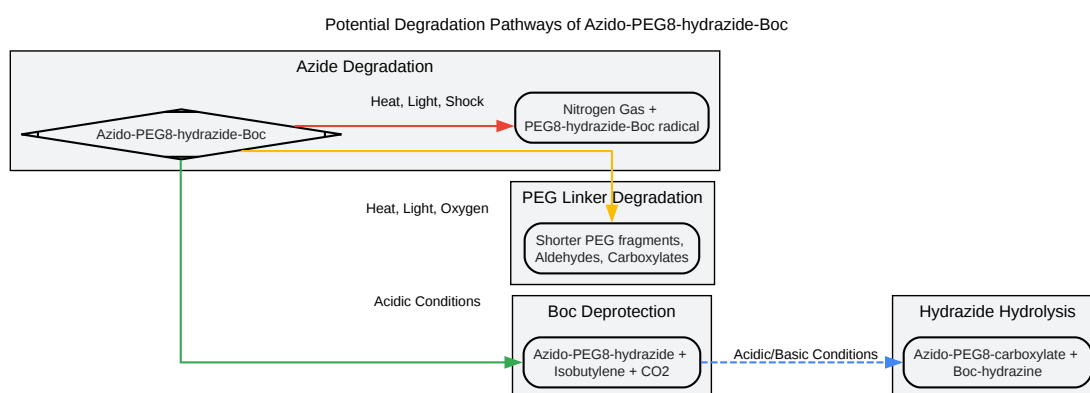 Potential Degradation Pathways of Azido-PEG8-hydrazide-Boc
Azide Degradation
Heat, Light, Shock
Azido-PEG8-hydrazide-Boc
Nitrogen Gas +
PEG8-hydrazide-Boc radical
PEG Linker Degradation
Heat, Light, Oxygen
Shorter PEG fragments,
Aldehydes, Carboxylates
Acidic Conditions
Boc Deprotection
Azido-PEG8-hydrazide +
Isobutylene + CO2
Acidic/Basic Conditions
Hydrazide Hydrolysis
Azido-PEG8-carboxylate +
Boc-hydrazine